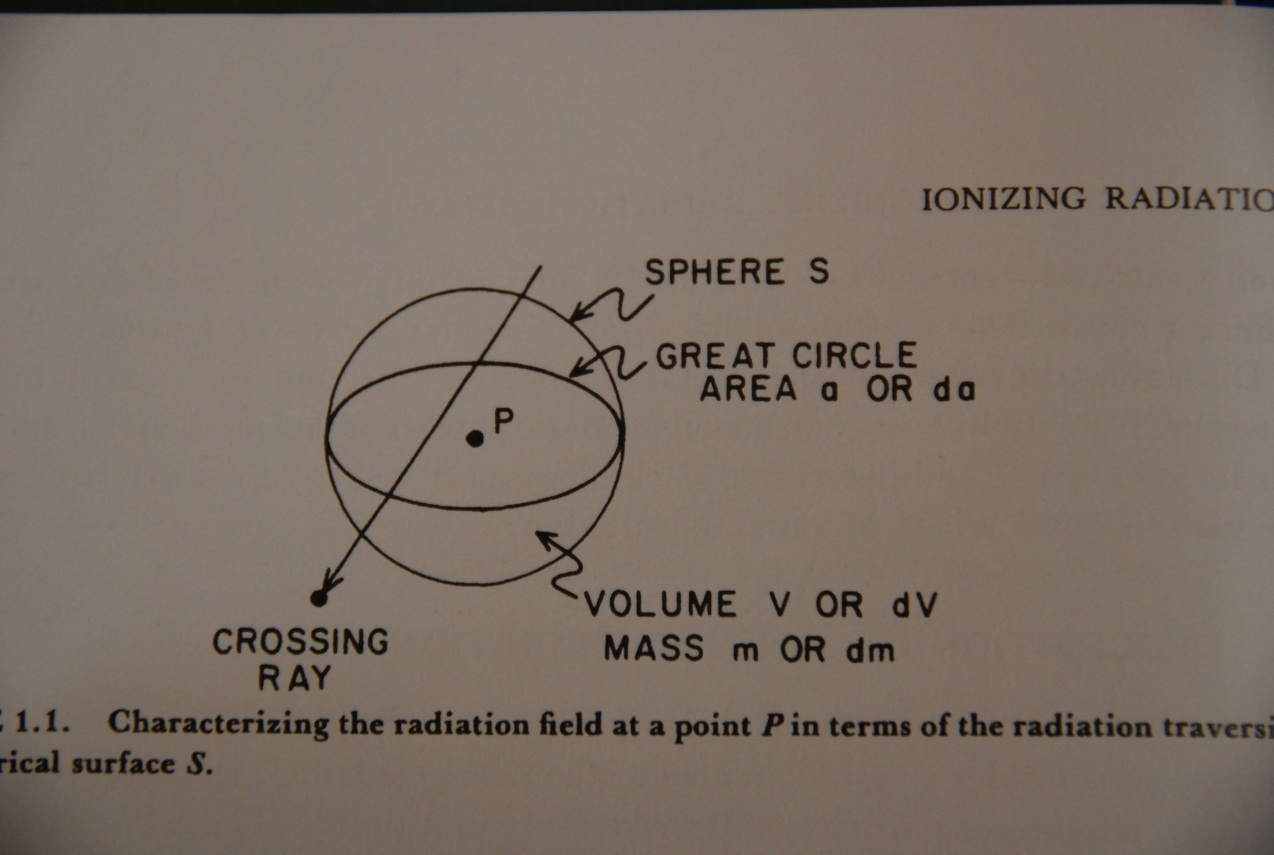 IONIZING RADIATIO
SPHERE S
GREAT CIRCLE
AREA a OR da
P
VOLUME V OR dV
MASS m OR dm
CROSSING
RAY
E 1.1. Characterizing the radiation field at a point P in terms of the radiation traversi
rical surface S.